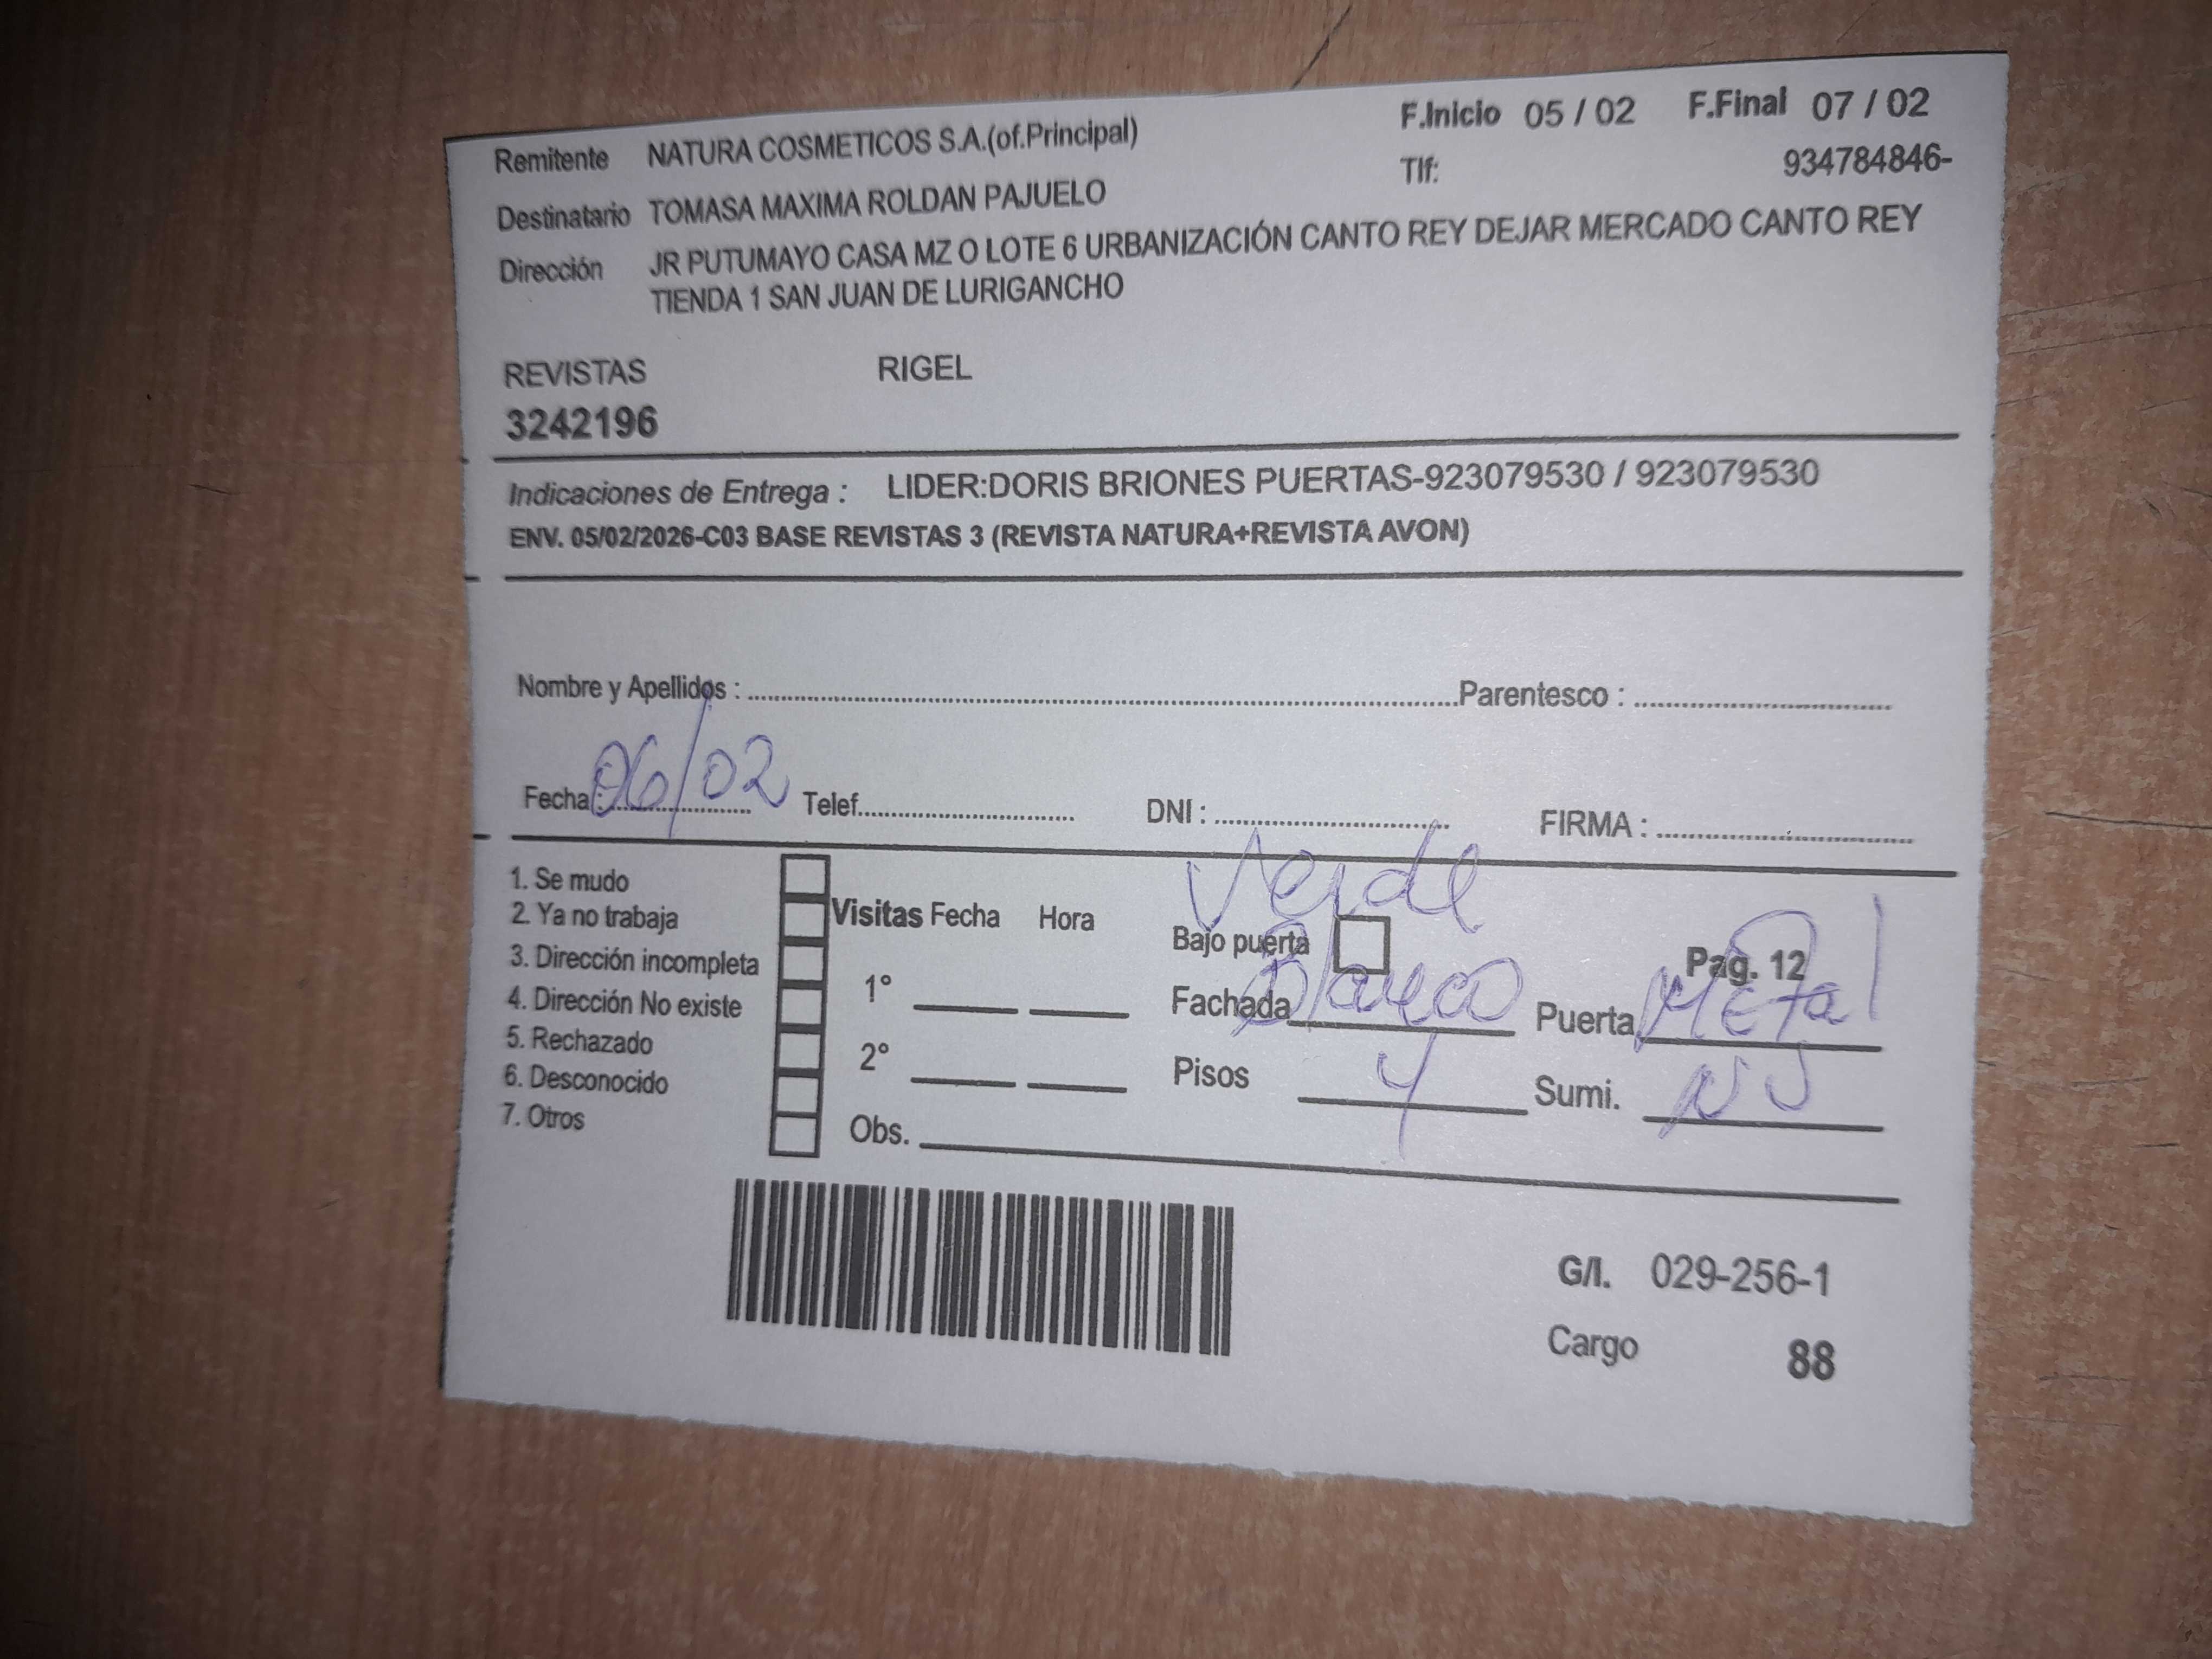 Remitente NATURA COSMETICOS S.A.(of.Principal) F.Inicio 05 / 02 F.Final 07 / 02
Tlf: 934784846-
Destinatario TOMASA MAXIMA ROLDAN PAJUELO
Dirección JR PUTUMAYO CASA MZ O LOTE 6 URBANIZACIÓN CANTO REY DEJAR MERCADO CANTO REY
TIENDA 1 SAN JUAN DE LURIGANCHO
REVISTAS RIGEL
3242196
Indicaciones de Entrega : LIDER:DORIS BRIONES PUERTAS-923079530 / 923079530
ENV. 05/02/2026-C03 BASE REVISTAS 3 (REVISTA NATURA+REVISTA AVON)
Nombre y Apellidos : Parentesco :
Fecha : 06/02 Telef. DNI : FIRMA :
Verde
1. Se mudo
2. Ya no trabaja
3. Dirección incompleta
4. Dirección No existe
5. Rechazado
6. Desconocido
7. Otros
Visitas Fecha Hora
1°
2°
Obs.
Bajo puerta Pag. 12
Fachada Blanco Puerta Metal
Pisos 4 Sumi.
G/I. 029-256-1
Cargo 88